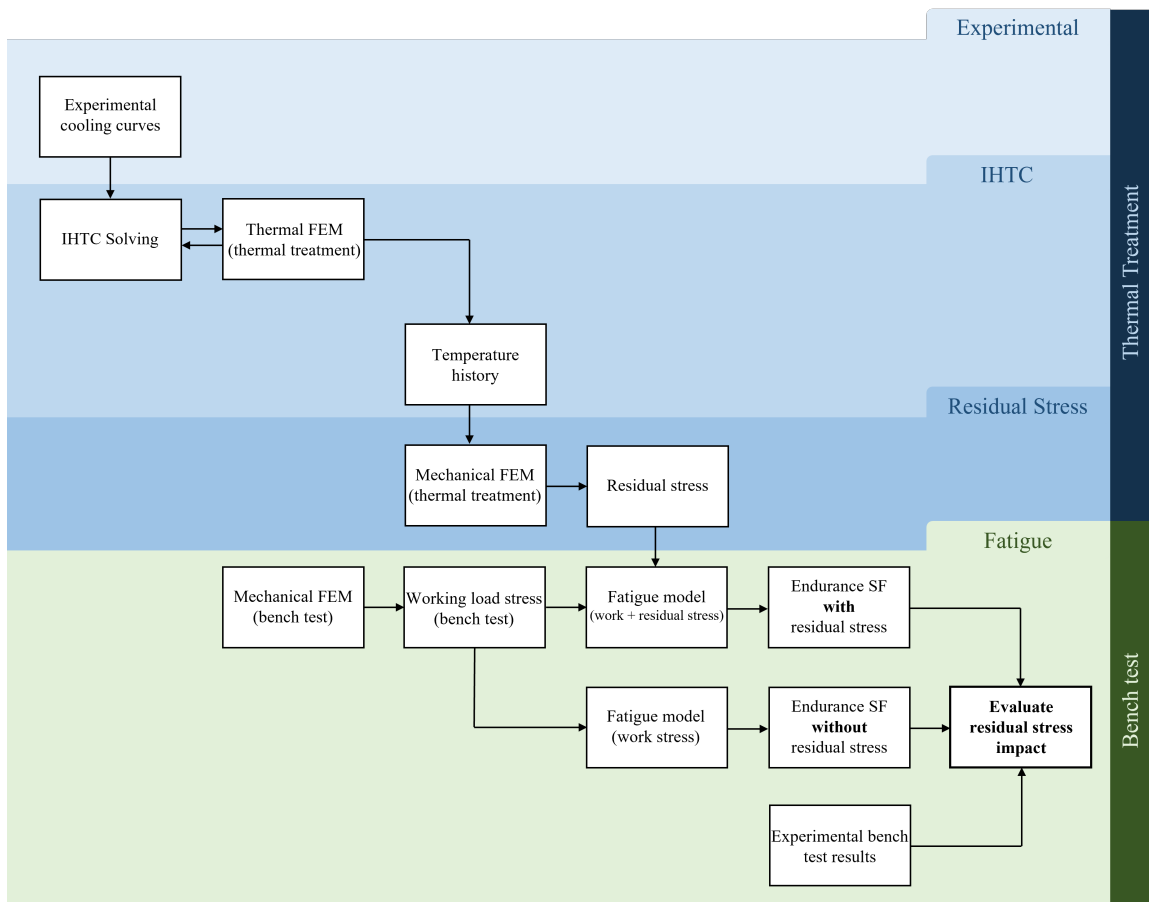 Experimental
Experimental
cooling curves
IHTC
IHTC Solving
Thermal FEM
(thermal treatment)
Temperature
history
Thermal Treatment
Residual Stress
Mechanical FEM
(thermal treatment)
Residual stress
Fatigue
Mechanical FEM
(bench test)
Working load stress
(bench test)
Fatigue model
(work + residual stress)
Endurance SF
with
residual stress
Fatigue model
(work stress)
Endurance SF
without
residual stress
Evaluate
residual stress
impact
Experimental bench
test results
Bench test